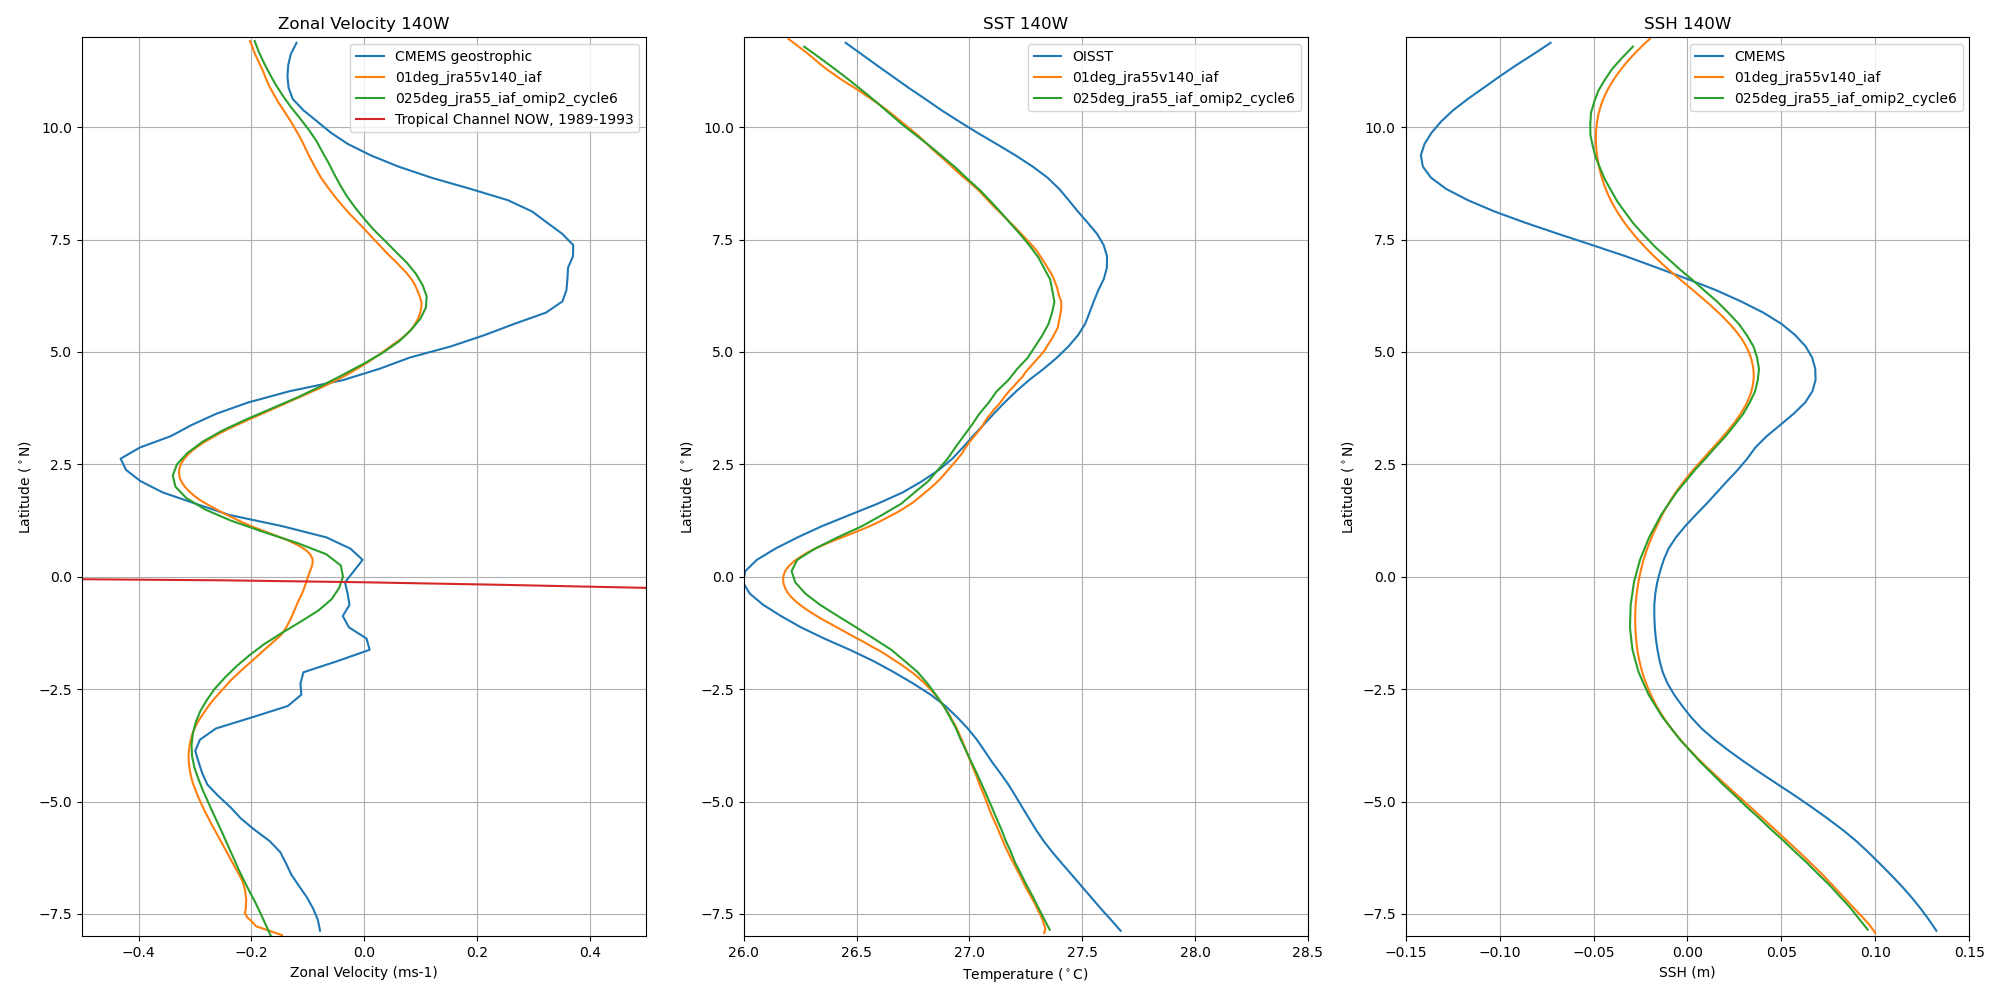 Zonal Velocity 140W
CMEMS geostrophic
01deg_jra55v140_iaf
025deg_jra55_iaf_omip2_cycle6
Tropical Channel NOW, 1989-1993
10.0
7.5
5.0
2.5
0.0
−2.5
−5.0
−7.5
Latitude (°N)
−0.4 −0.2 0.0 0.2 0.4
Zonal Velocity (ms-1)
SST 140W
OISST
01deg_jra55v140_iaf
025deg_jra55_iaf_omip2_cycle6
10.0
7.5
5.0
2.5
0.0
−2.5
−5.0
−7.5
Latitude (°N)
26.0 26.5 27.0 27.5 28.0 28.5
Temperature (°C)
SSH 140W
CMEMS
01deg_jra55v140_iaf
025deg_jra55_iaf_omip2_cycle6
10.0
7.5
5.0
2.5
0.0
−2.5
−5.0
−7.5
Latitude (°N)
−0.15 −0.10 −0.05 0.00 0.05 0.10 0.15
SSH (m)